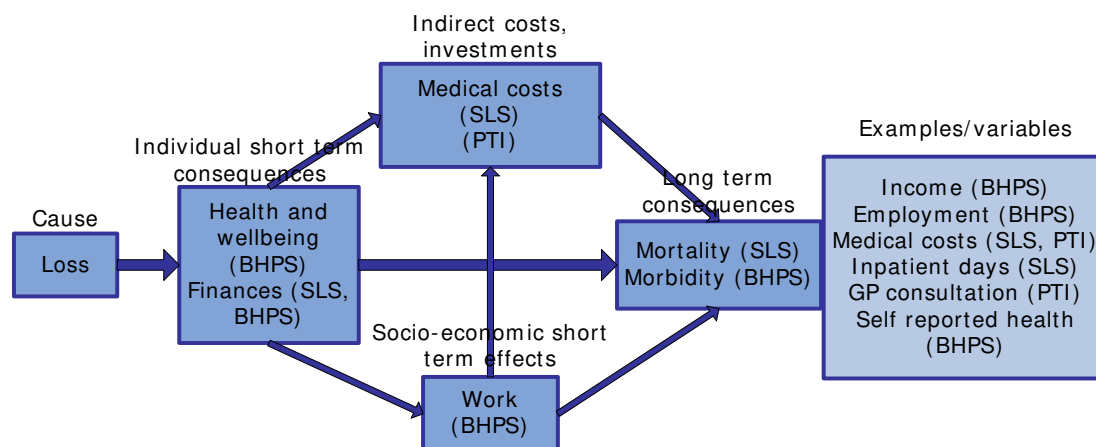 Indirect costs,
investments
Medical costs
(SLS)
(PTI)
Individual short term
consequences
Health and
wellbeing
(BHPS)
Finances (SLS,
BHPS)
Cause
Loss
Socio-economic short
term effects
Work
(BHPS)
Long term
consequences
Mortality (SLS)
Morbidity (BHPS)
Examples/variables
Income (BHPS)
Employment (BHPS)
Medical costs (SLS, PTI)
Inpatient days (SLS)
GP consultation (PTI)
Self reported health
(BHPS)